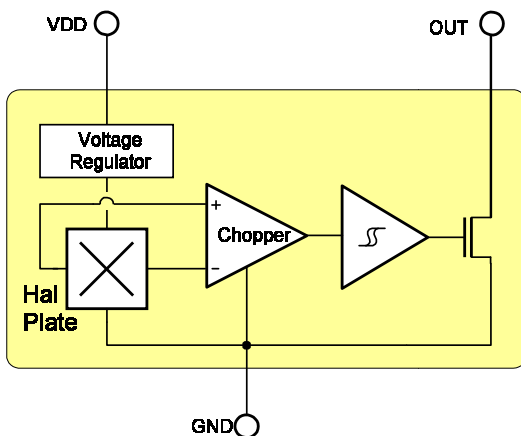 VDD
OUT
Voltage
Regulator
+
Chopper
−
Hal
Plate
GND